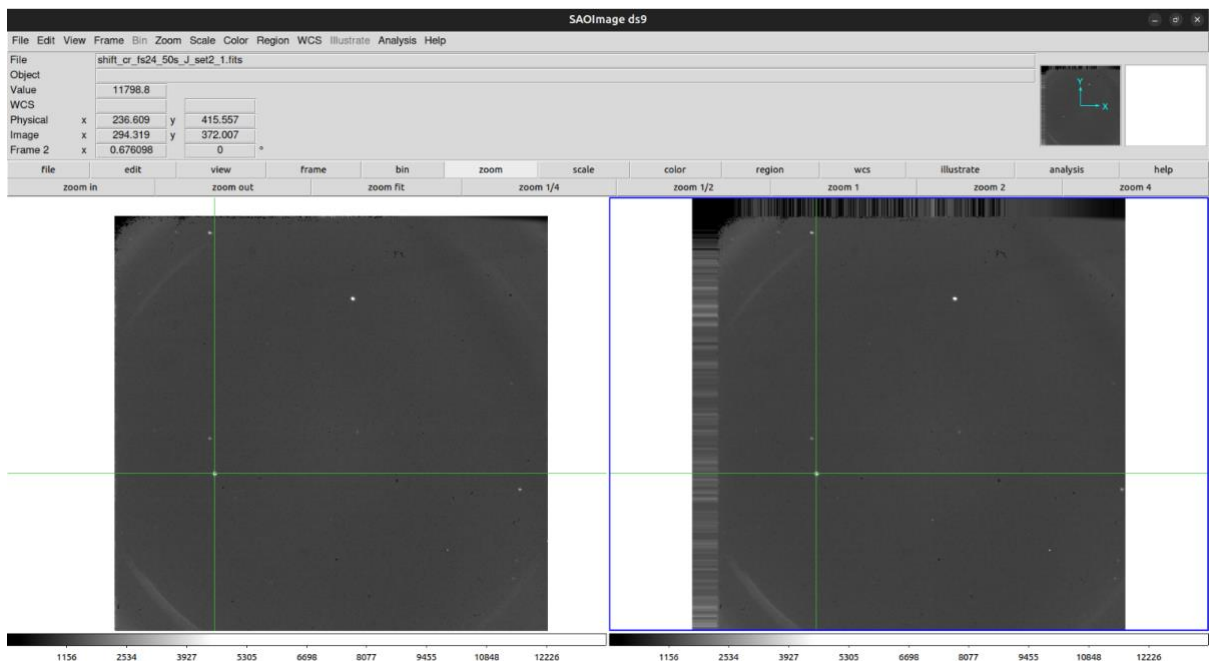 SAOImage ds9
File Edit View Frame Bin Zoom Scale Color Region WCS Illustrate Analysis Help
File shift_cr_fs24_50s_J_set2_1.fits
Object
Value 11798.8
WCS
Physical x 236.609 y 415.557
Image x 294.319 y 372.007
Frame 2 x 0.676098 0 °
Y
X
file edit view frame bin zoom scale color region wcs illustrate analysis help
zoom in zoom out zoom fit zoom 1/4 zoom 1/2 zoom 1 zoom 2 zoom 4
1156 2534 3927 5305 6698 8077 9455 10848 12226 1156 2534 3927 5305 6698 8077 9455 10848 12226